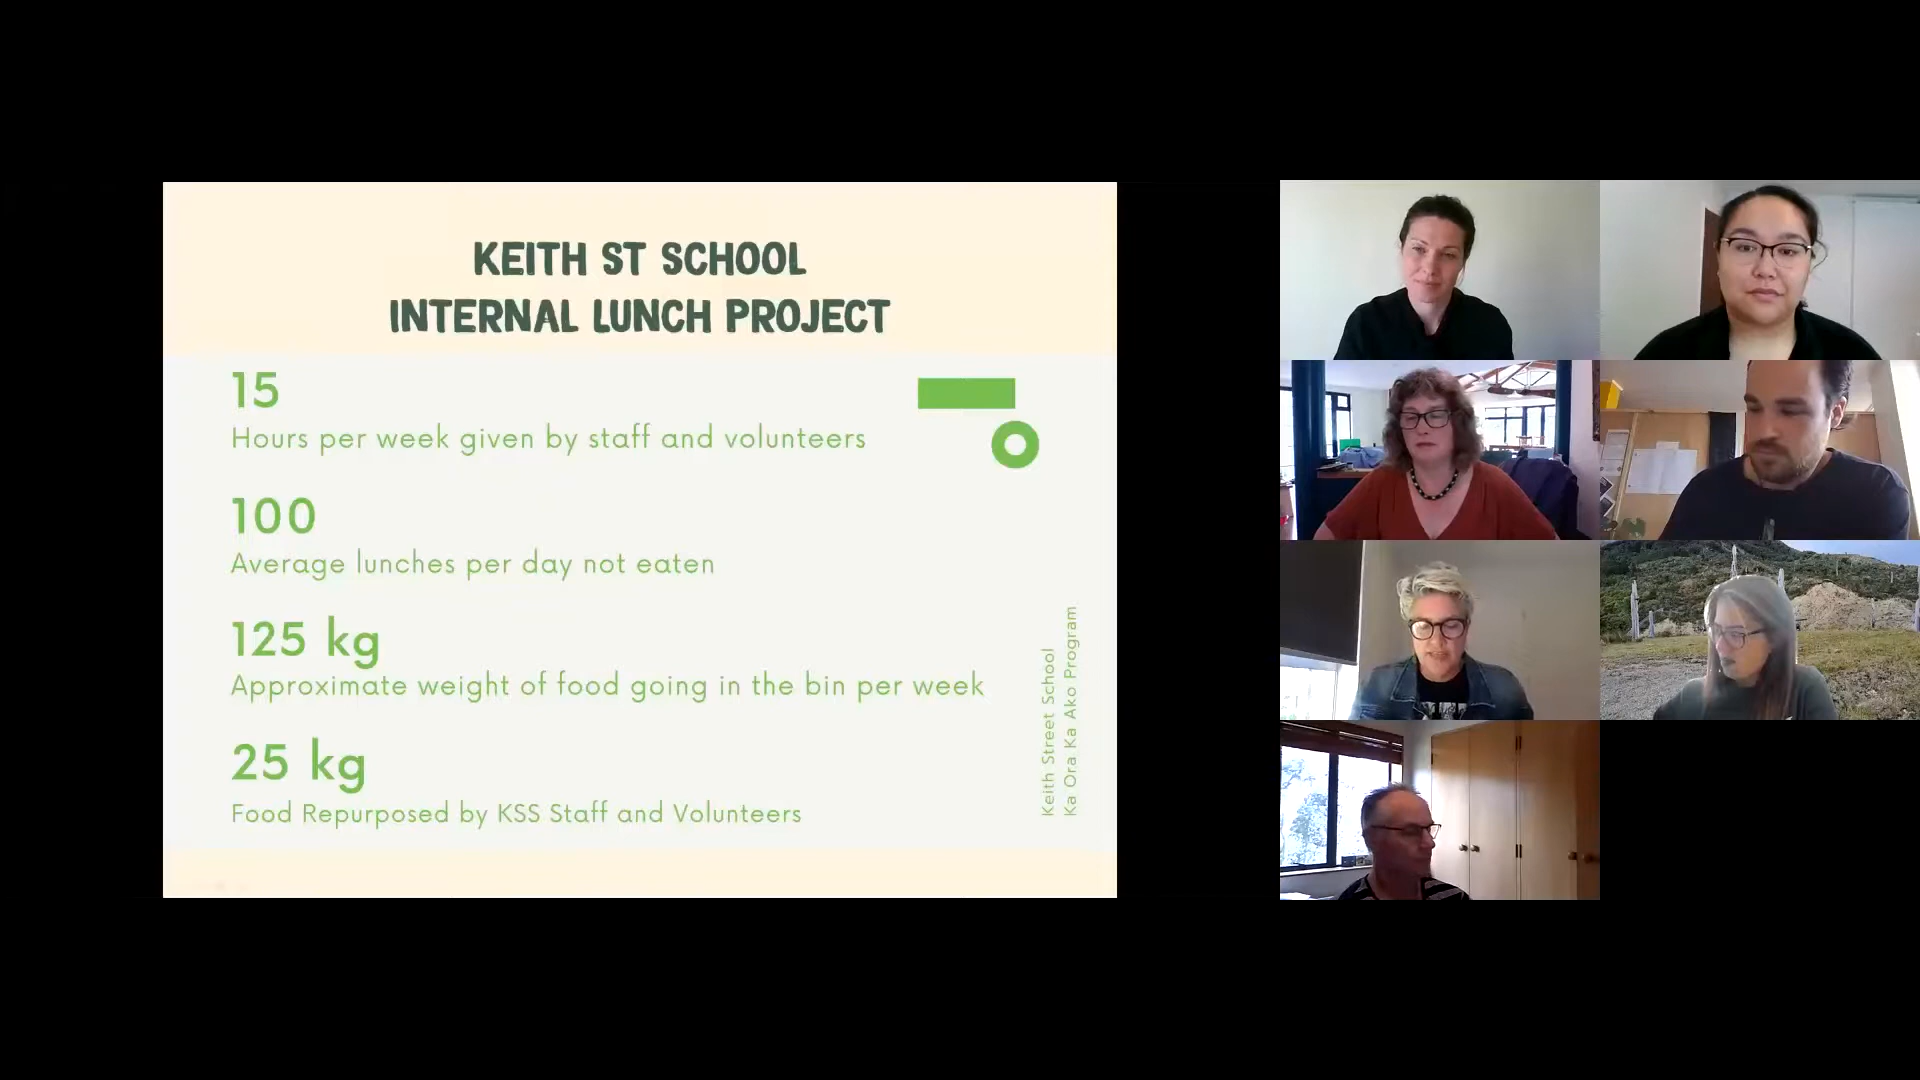 KEITH ST SCHOOL
INTERNAL LUNCH PROJECT
15
Hours per week given by staff and volunteers
100
Average lunches per day not eaten
125 kg
Approximate weight of food going in the bin per week
25 kg
Food Repurposed by KSS Staff and Volunteers
Keith Street School
Ka Ora Ka Ako Program